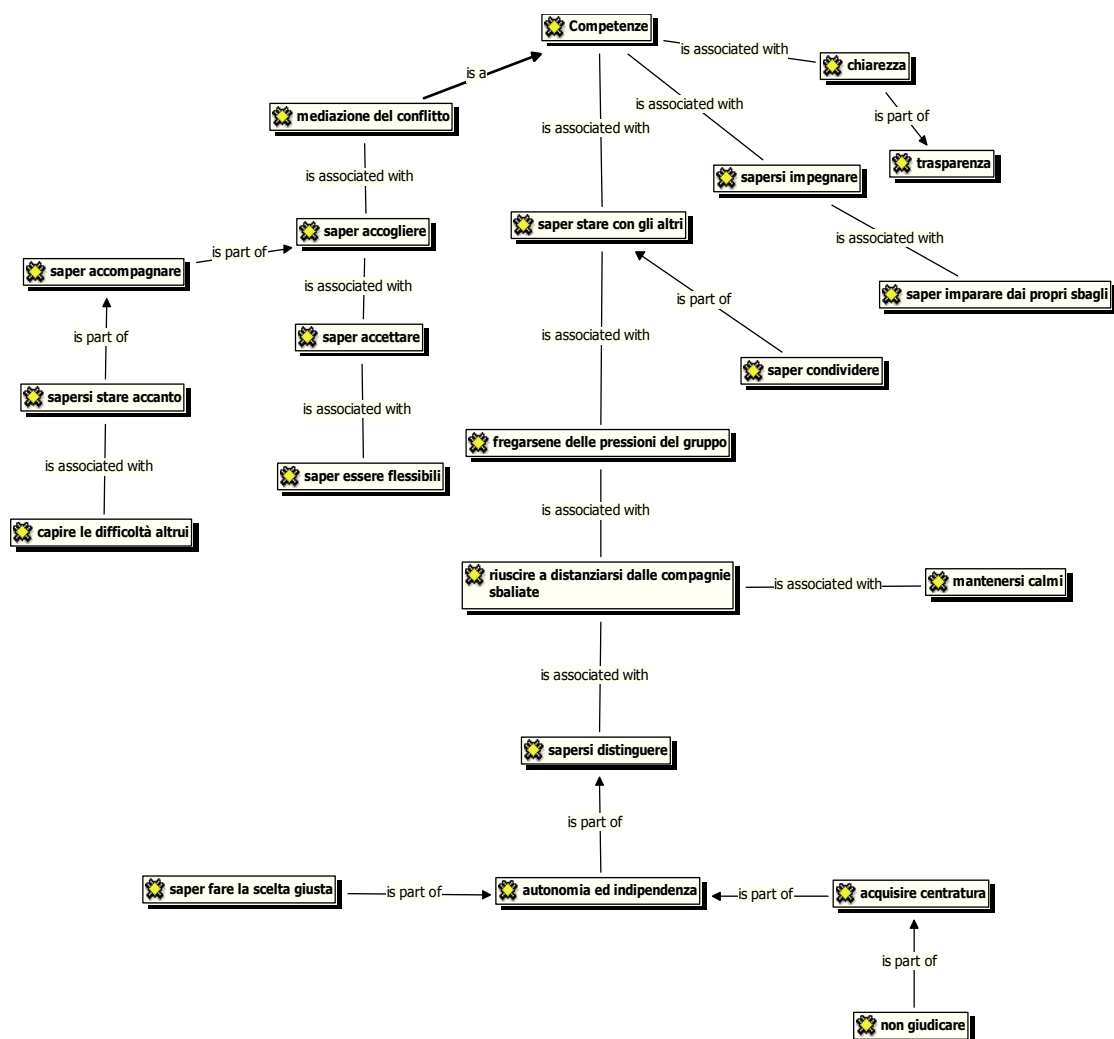 Competenze
is associated with
chiarezza
is a
is associated with
mediazione del conflitto
is part of
is associated with
trasparenza
is associated with
sapersi impegnare
saper accogliere
saper stare con gli altri
is associated with
is part of
saper accompagnare
is associated with
is part of
saper imparare dai propri sbagli
is part of
saper accettare
is associated with
saper condividere
sapersi stare accanto
is associated with
fregarsene delle pressioni del gruppo
is associated with
saper essere flessibili
is associated with
capire le difficoltà altrui
riuscire a distanziarsi dalle compagnie
sbaliate
is associated with
mantenersi calmi
is associated with
sapersi distinguere
is part of
saper fare la scelta giusta
is part of
autonomia ed indipendenza
is part of
acquisire centratura
is part of
non giudicare